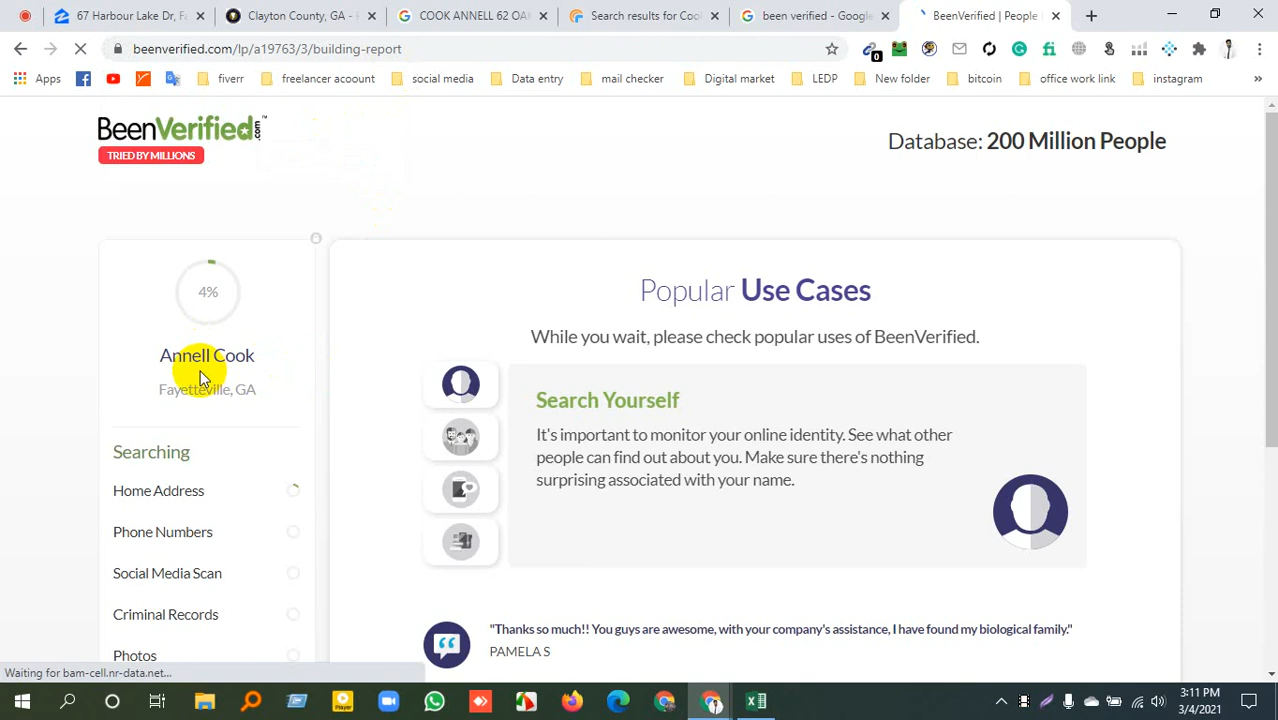 67 Harbour Lake Dr, Fa
Clayton County, GA -
COOK ANNELL 62 OA
Search results for Coo
been verified - Google
BeenVerified | People
beenverified.com/lp/a19763/3/building-report
0
Apps
fiverr
freelancer acoount
social media
Data entry
mail checker
Digital market
LEDP
New folder
bitcoin
office work link
instagram
»
BeenVerified.com™
TRIED BY MILLIONS
Database: 200 Million People
4%
Annell Cook
Fayetteville, GA
Searching
Home Address
Phone Numbers
Social Media Scan
Criminal Records
Photos
Popular Use Cases
While you wait, please check popular uses of BeenVerified.
Search Yourself
It's important to monitor your online identity. See what other
people can find out about you. Make sure there's nothing
surprising associated with your name.
"Thanks so much!! You guys are awesome, with your company's assistance, I have found my biological family."
PAMELA S
Waiting for bam-cell.nr-data.net...
Player
3:11 PM
3/4/2021